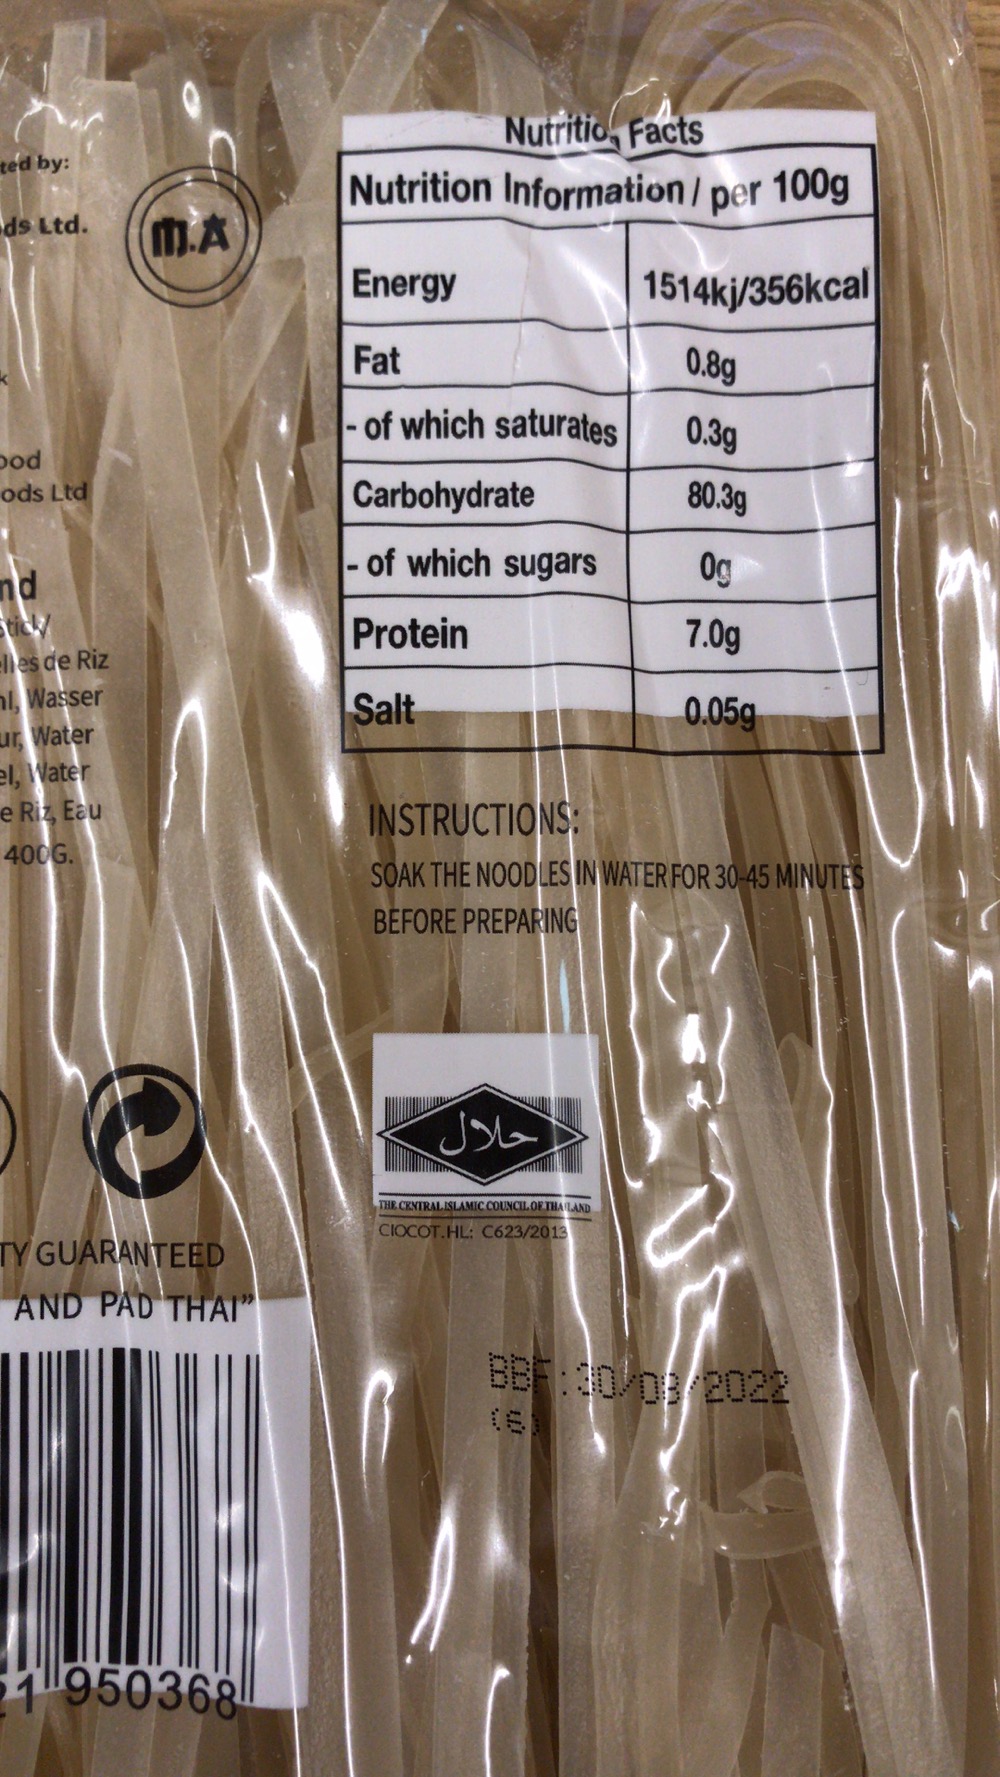 ted by:
ds Ltd.
m.A
k
ood
ods Ltd
nd
Stick/
elles de Riz
hl, Wasser
ur, Water
el, Water
e Riz, Eau
400G.
Nutrition Facts
Nutrition Information / per 100g
Energy 1514kj/356kcal
Fat 0.8g
- of which saturates 0.3g
Carbohydrate 80.3g
- of which sugars 0g
Protein 7.0g
Salt 0.05g
INSTRUCTIONS:
SOAK THE NOODLES IN WATER FOR 30-45 MINUTES
BEFORE PREPARING
حلال
THE CENTRAL ISLAMIC COUNCIL OF THAILAND
CIOCOT.HL: C623/2013
TY GUARANTEED
AND PAD THAI”
BBF:30/08/2022
(6)
21 950368